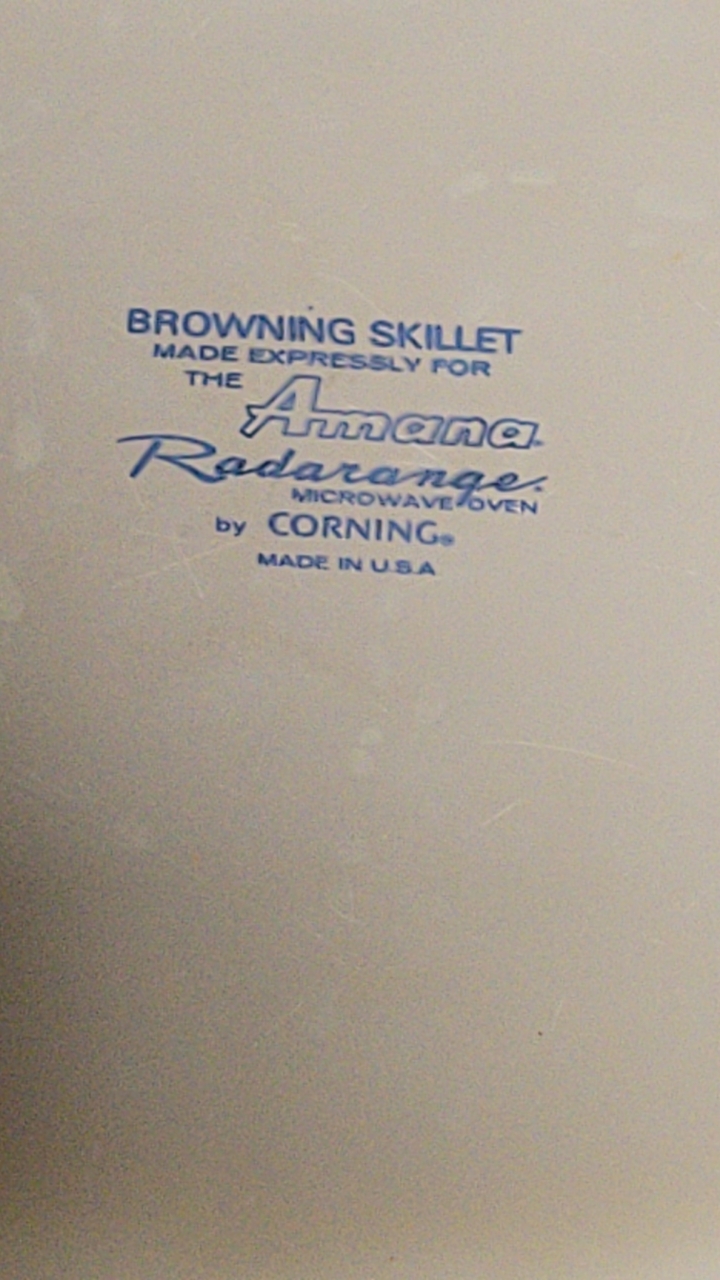 BROWNING SKILLET
MADE EXPRESSLY FOR
THE Amana®
Radarange®
MICROWAVE OVEN
by CORNING®
MADE IN U.S.A